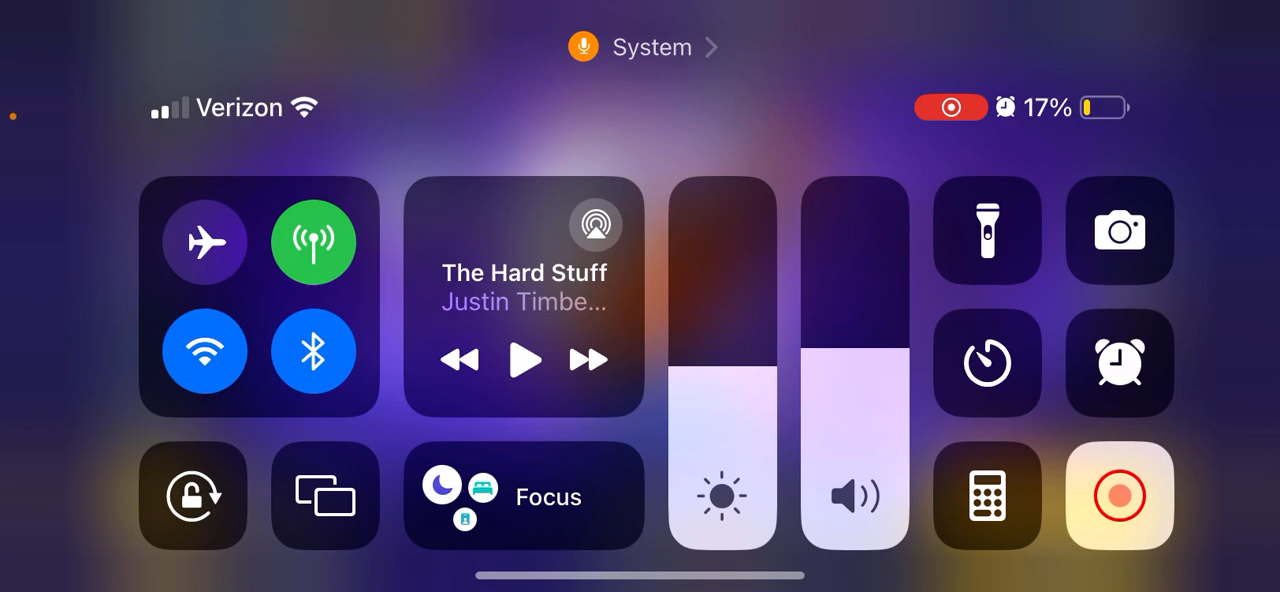 System
Verizon
17%
The Hard Stuff
Justin Timbe...
Focus